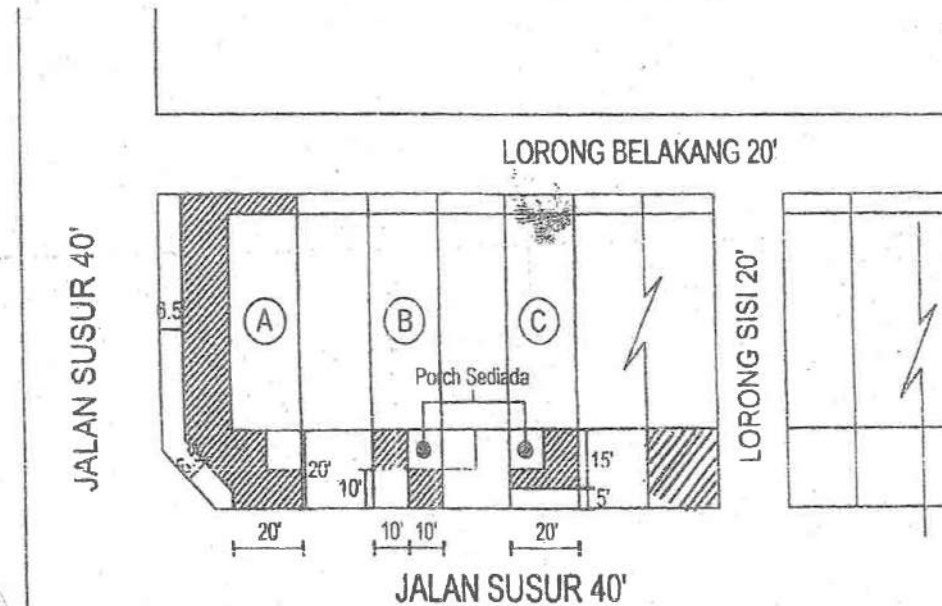 LORONG BELAKANG 20'
JALAN SUSUR 40'
6.5
A
B
C
LORONG SISI 20'
Porch Sediada
20'
10'
15'
5'
20'
10'
10'
20'
JALAN SUSUR 40'